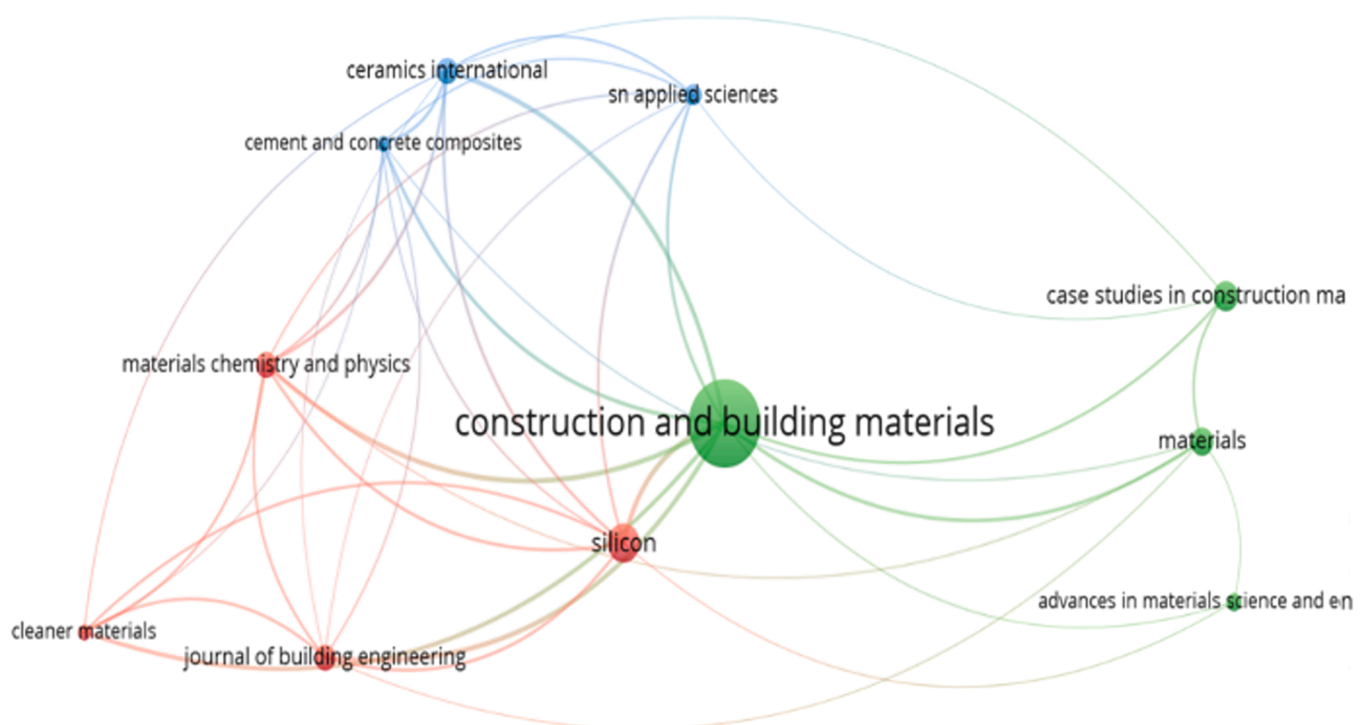 ceramics international
sn applied sciences
cement and concrete composites
case studies in construction ma
materials chemistry and physics
construction and building materials
materials
silicon
advances in materials science and en
cleaner materials
journal of building engineering